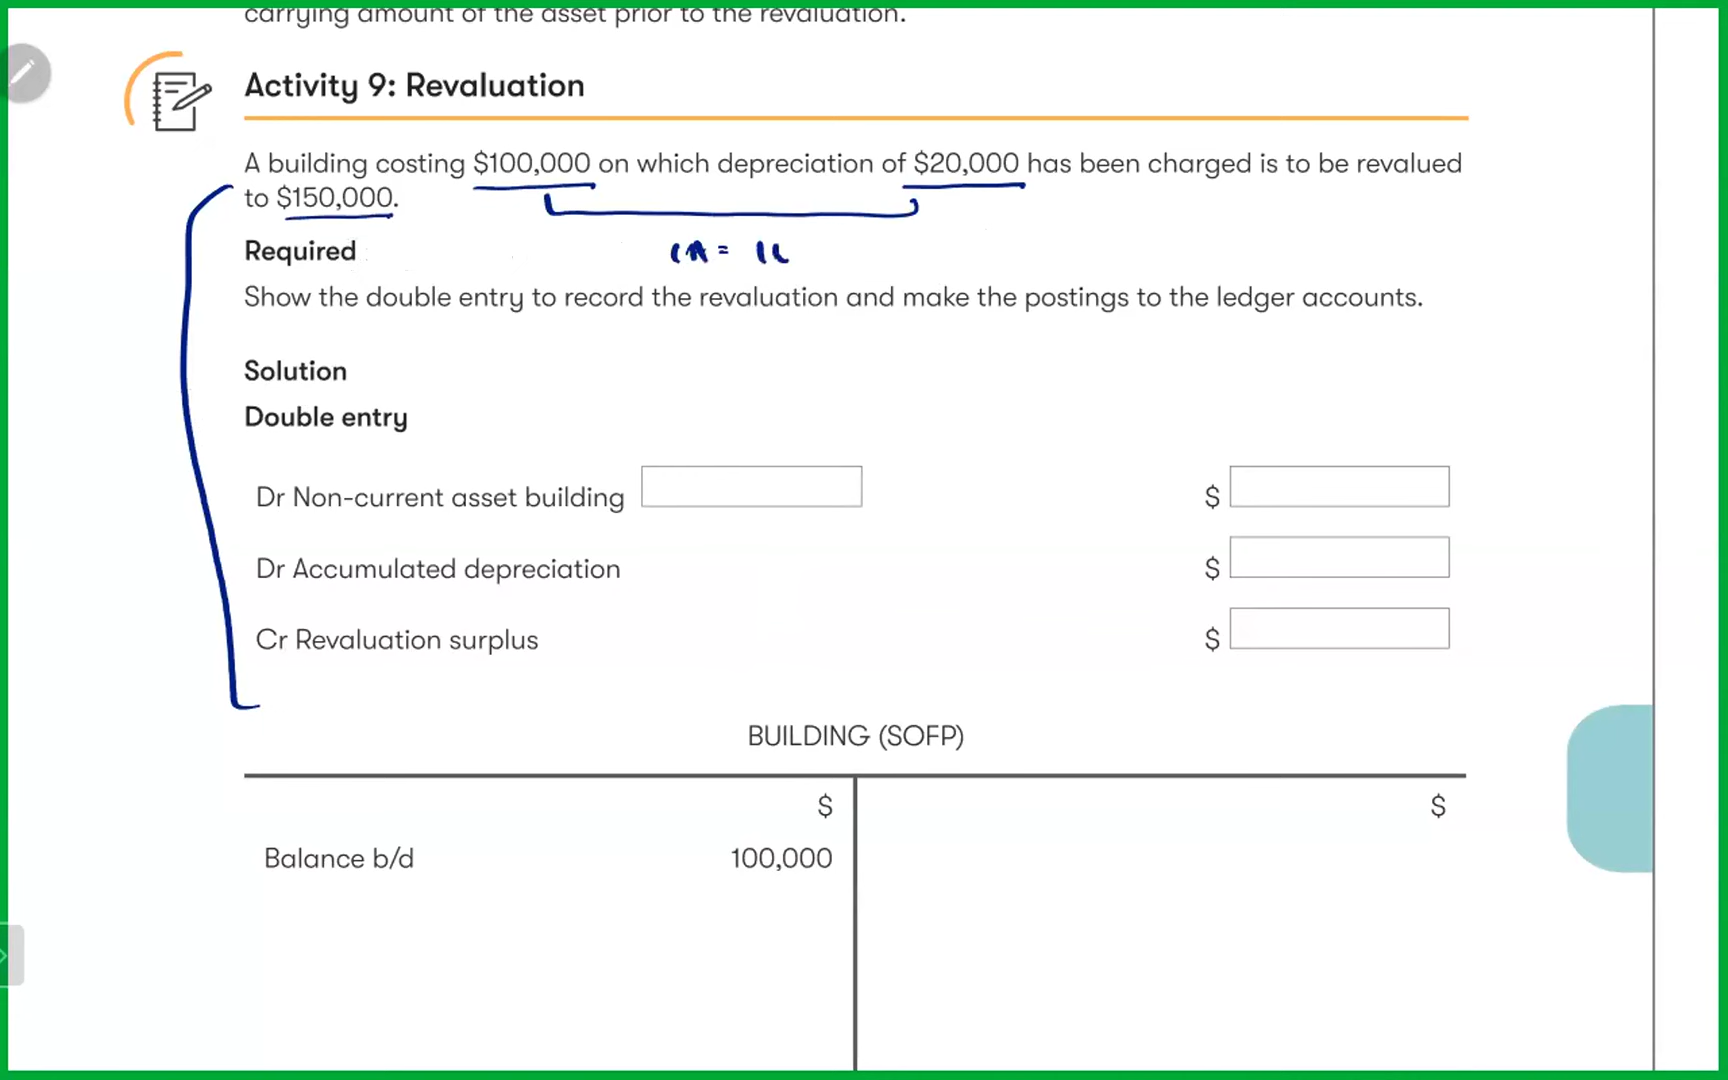 carrying amount of the asset prior to the revaluation.
Activity 9: Revaluation
A building costing $100,000 on which depreciation of $20,000 has been charged is to be revalued
to $150,000.
CA =
Required
Show the double entry to record the revaluation and make the postings to the ledger accounts.
Solution
Double entry
Dr Non-current asset building $
Dr Accumulated depreciation $
Cr Revaluation surplus $
BUILDING (SOFP)
$ $
Balance b/d 100,000